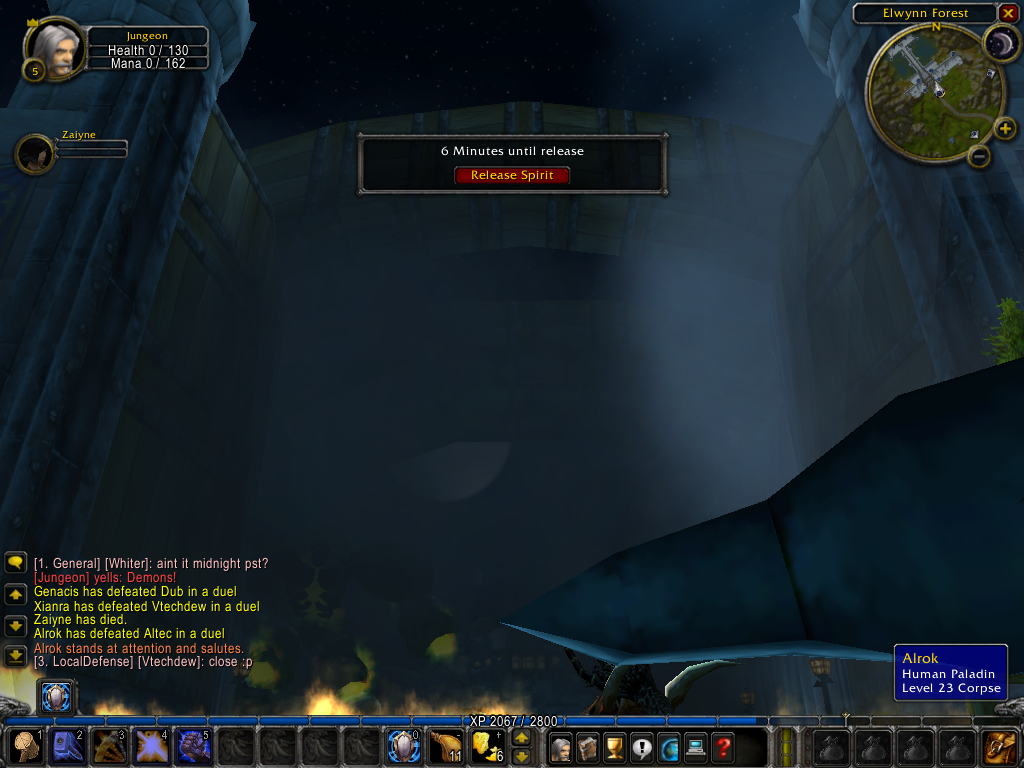 Jungeon
Health 0 / 130
Mana 0 / 162
5
Zaiyne
6 Minutes until release
Release Spirit
Elwynn Forest
N
[1. General] [Whiter]: aint it midnight pst?
[Jungeon] yells: Demons!
Genacis has defeated Dub in a duel
Xianra has defeated Vtechdew in a duel
Zaiyne has died.
Alrok has defeated Altec in a duel
Alrok stands at attention and salutes.
[3. LocalDefense] [Vtechdew]: close :p
Alrok
Human Paladin
Level 23 Corpse
XP 2067 / 2800
1 2 3 4 5 0 11 6